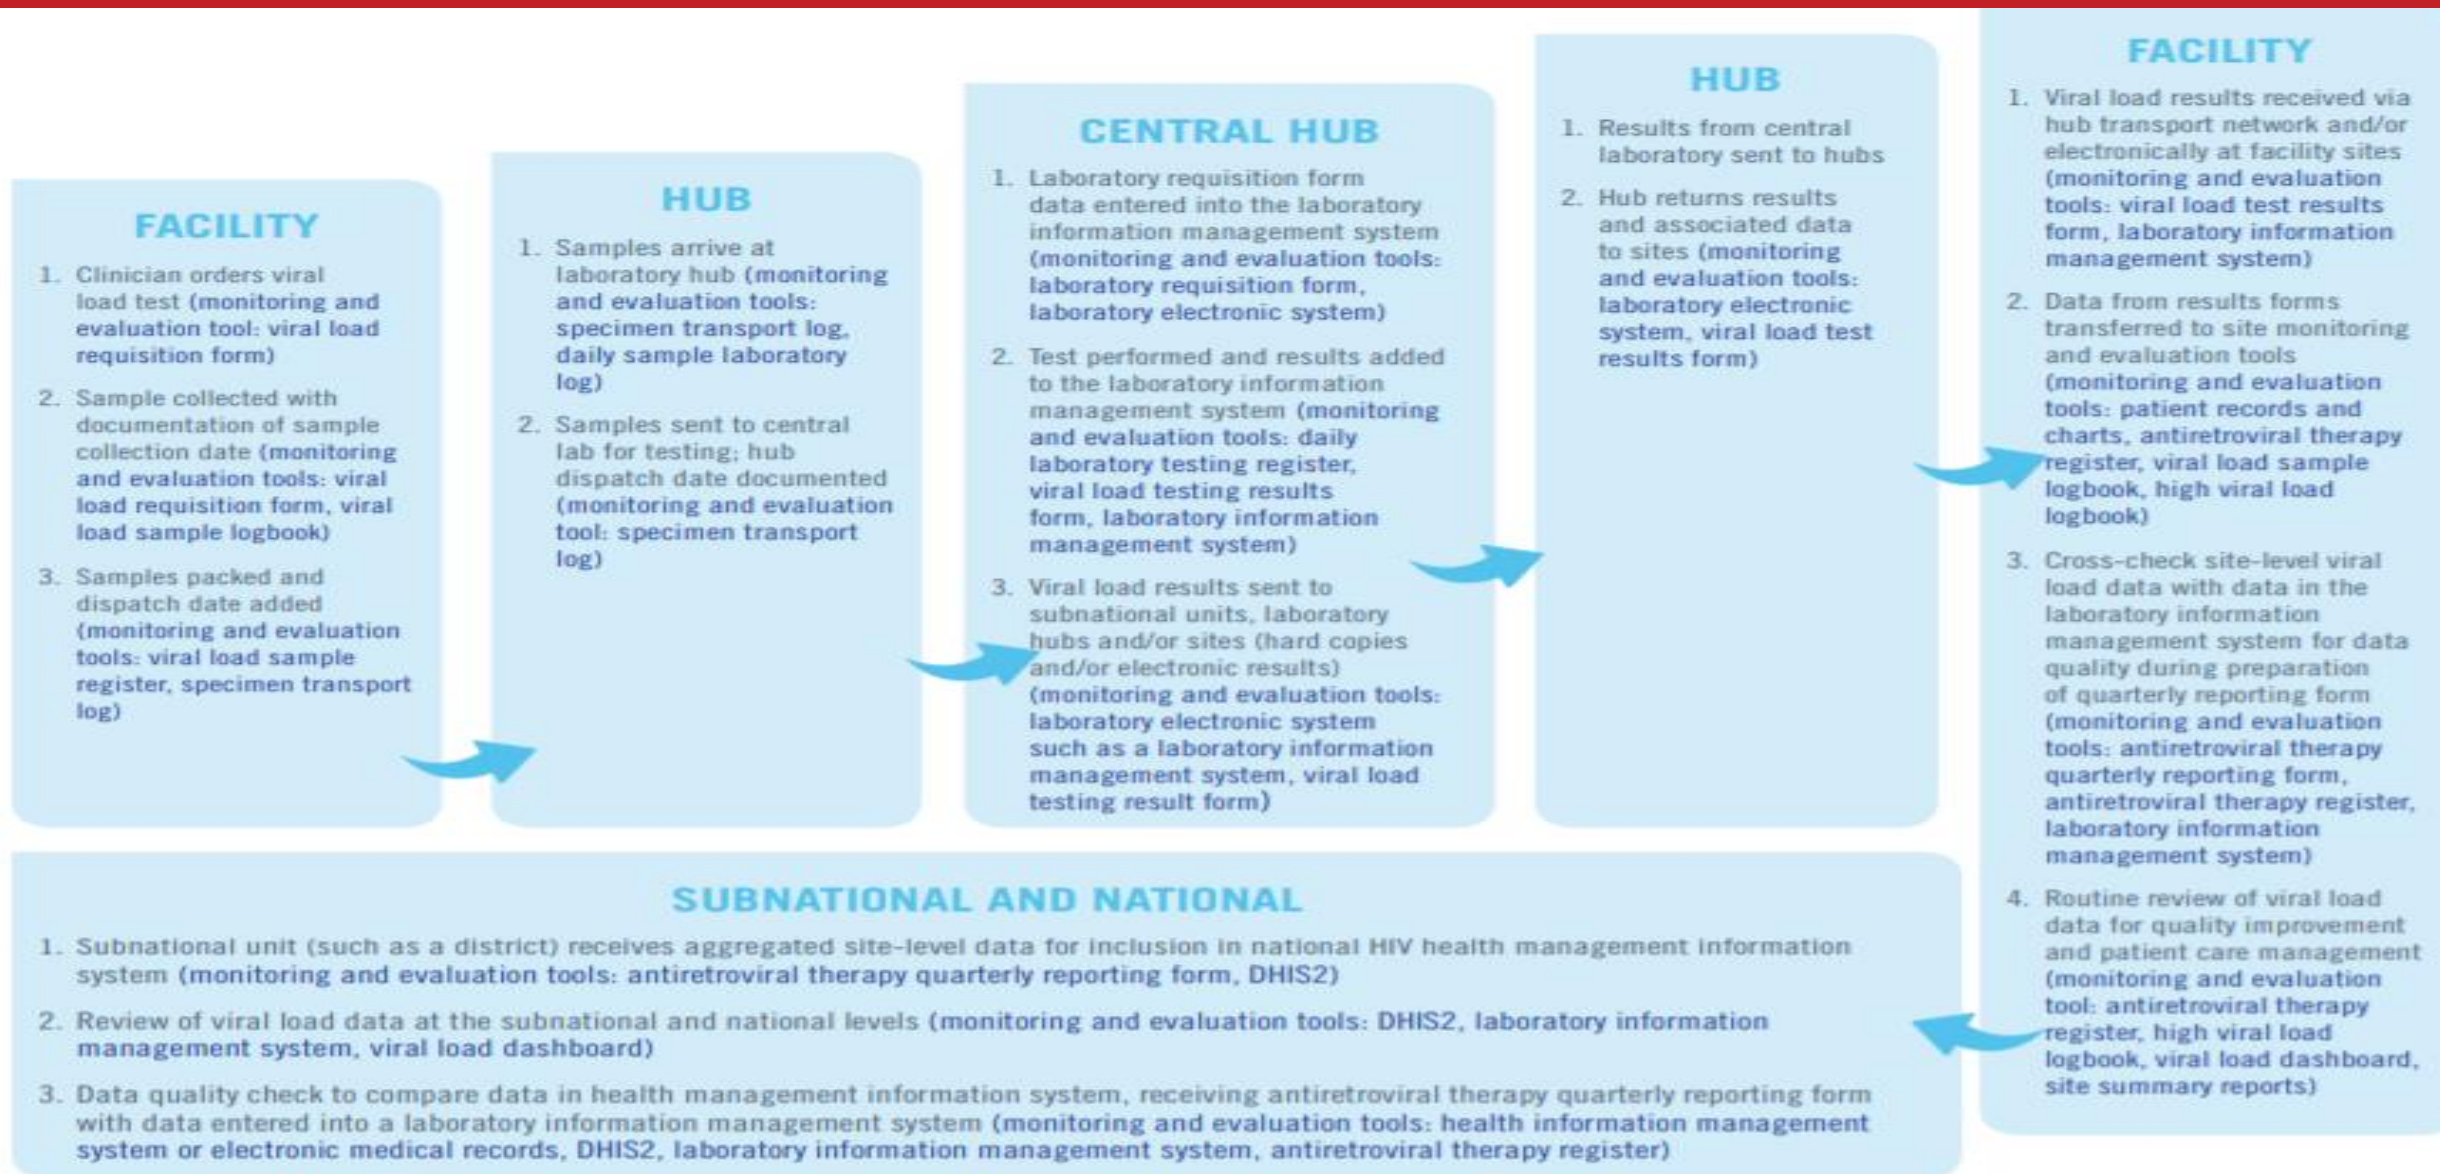 FACILITY
1. Clinician orders viral
load test (monitoring and
evaluation tool: viral load
requisition form)
2. Sample collected with
documentation of sample
collection date (monitoring
and evaluation tools: viral
load requisition form, viral
load sample logbook)
3. Samples packed and
dispatch date added
(monitoring and evaluation
tools: viral load sample
register, specimen transport
log)
HUB
1. Samples arrive at
laboratory hub (monitoring
and evaluation tools:
specimen transport log,
daily sample laboratory
log)
2. Samples sent to central
lab for testing; hub
dispatch date documented
(monitoring and evaluation
tool: specimen transport
log)
CENTRAL HUB
1. Laboratory requisition form
data entered into the laboratory
information management system
(monitoring and evaluation tools:
laboratory requisition form,
laboratory electronic system)
2. Test performed and results added
to the laboratory information
management system (monitoring
and evaluation tools: daily
laboratory testing register,
viral load testing results
form, laboratory information
management system)
3. Viral load results sent to
subnational units, laboratory
hubs and/or sites (hard copies
and/or electronic results)
(monitoring and evaluation tools:
laboratory electronic system
such as a laboratory information
management system, viral load
testing result form)
HUB
1. Results from central
laboratory sent to hubs
2. Hub returns results
and associated data
to sites (monitoring
and evaluation tools:
laboratory electronic
system, viral load test
results form)
FACILITY
1. Viral load results received via
hub transport network and/or
electronically at facility sites
(monitoring and evaluation
tools: viral load test results
form, laboratory information
management system)
2. Data from results forms
transferred to site monitoring
and evaluation tools
(monitoring and evaluation
tools: patient records and
charts, antiretroviral therapy
register, viral load sample
logbook, high viral load
logbook)
3. Cross-check site-level viral
load data with data in the
laboratory information
management system for data
quality during preparation
of quarterly reporting form
(monitoring and evaluation
tools: antiretroviral therapy
quarterly reporting form,
antiretroviral therapy register,
laboratory information
management system)
4. Routine review of viral load
data for quality improvement
and patient care management
(monitoring and evaluation
tool: antiretroviral therapy
register, high viral load
logbook, viral load dashboard,
site summary reports)
SUBNATIONAL AND NATIONAL
1. Subnational unit (such as a district) receives aggregated site-level data for inclusion in national HIV health management information
system (monitoring and evaluation tools: antiretroviral therapy quarterly reporting form, DHIS2)
2. Review of viral load data at the subnational and national levels (monitoring and evaluation tools: DHIS2, laboratory information
management system, viral load dashboard)
3. Data quality check to compare data in health management information system, receiving antiretroviral therapy quarterly reporting form
with data entered into a laboratory information management system (monitoring and evaluation tools: health information management
system or electronic medical records, DHIS2, laboratory information management system, antiretroviral therapy register)